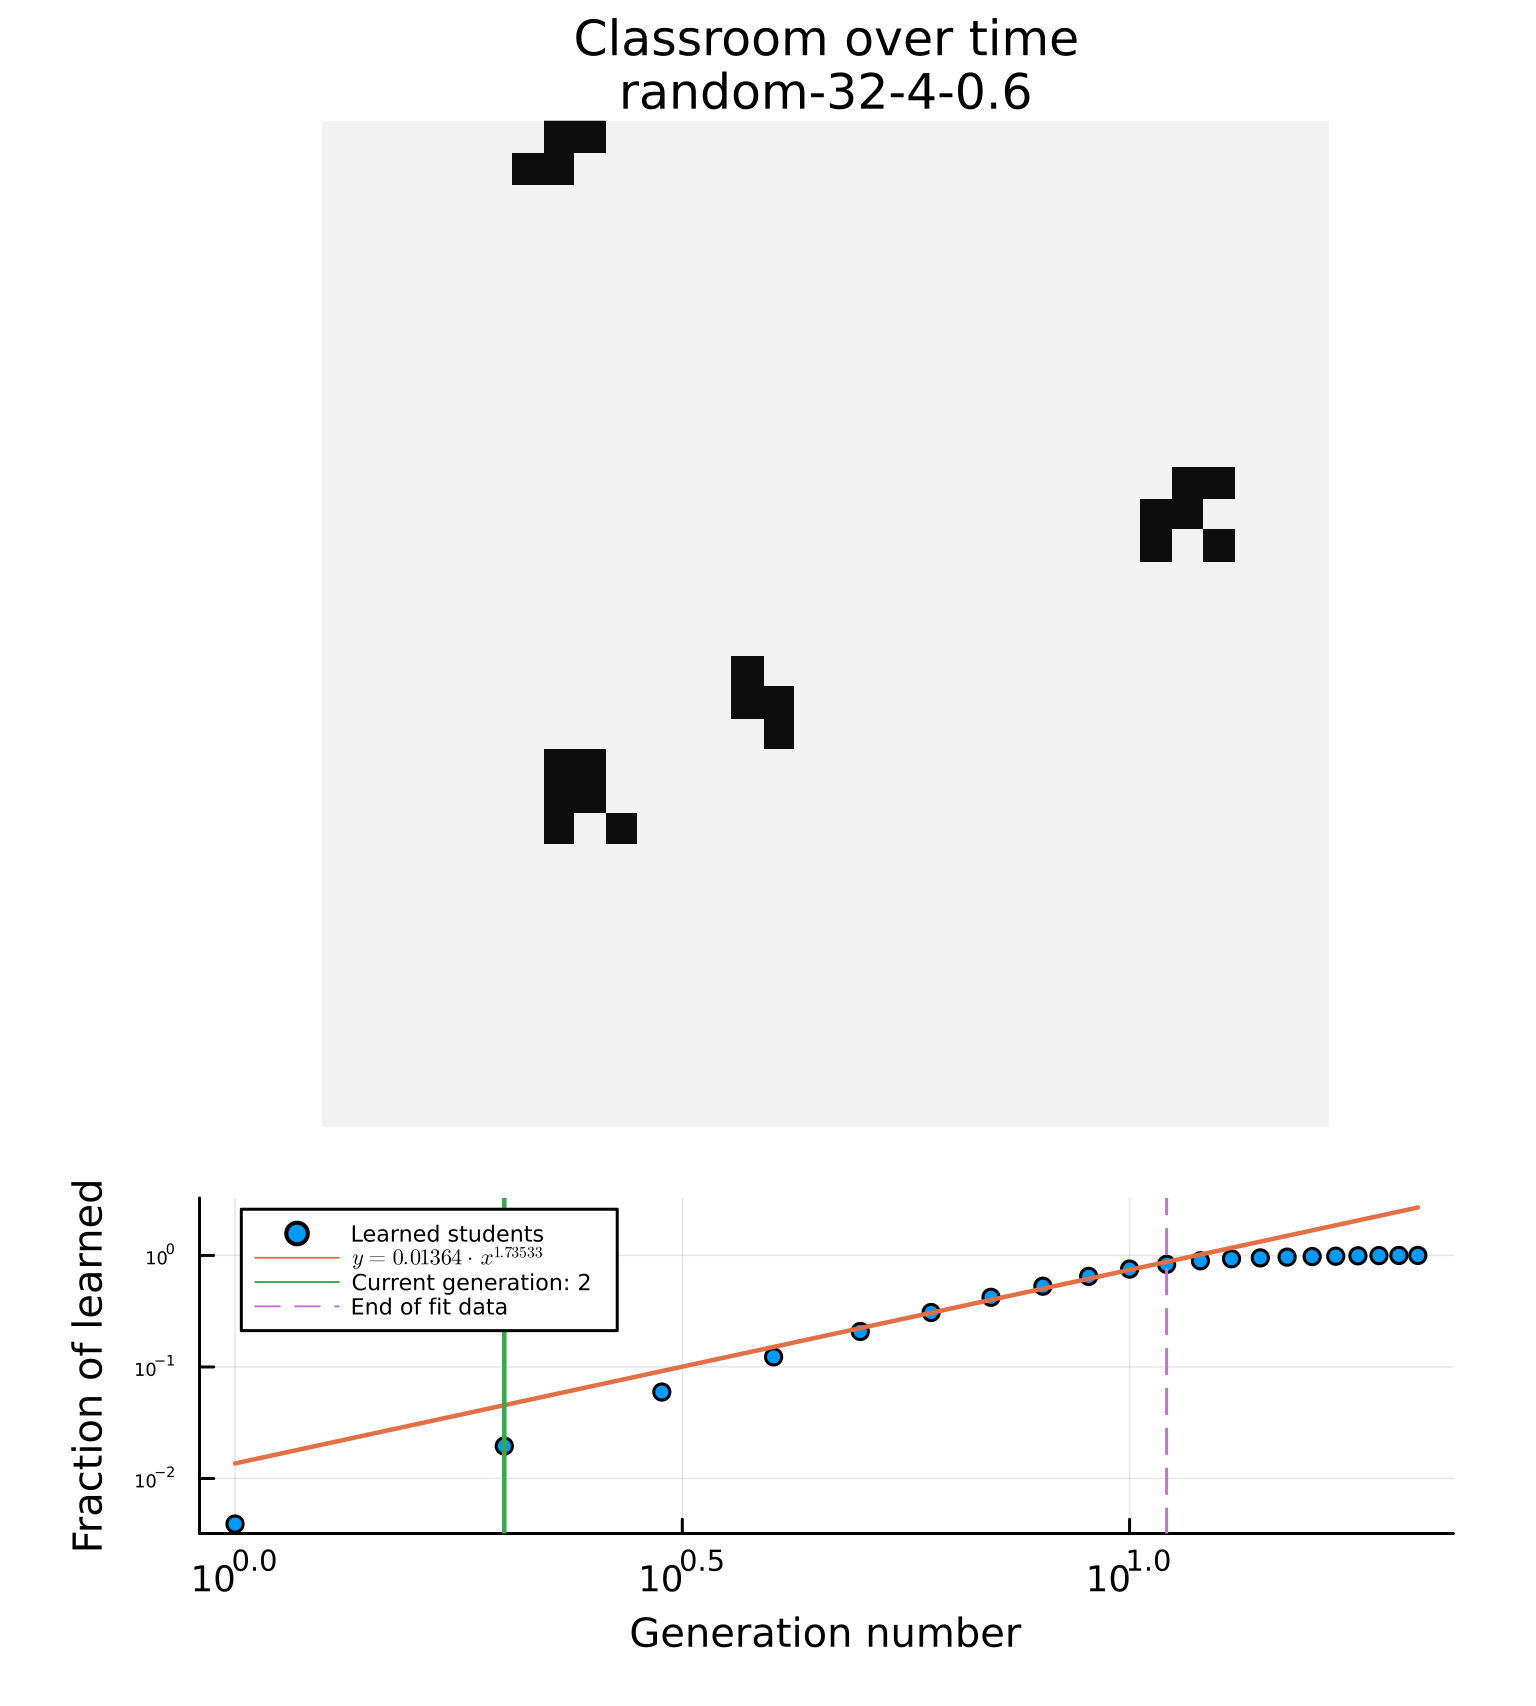 Classroom over time
random-32-4-0.6
Fraction of learned
Learned students
y = 0.01364 · x^1.73533
Current generation: 2
End of fit data
10^0
10^−1
10^−2
10^0.0
10^0.5
10^1.0
Generation number